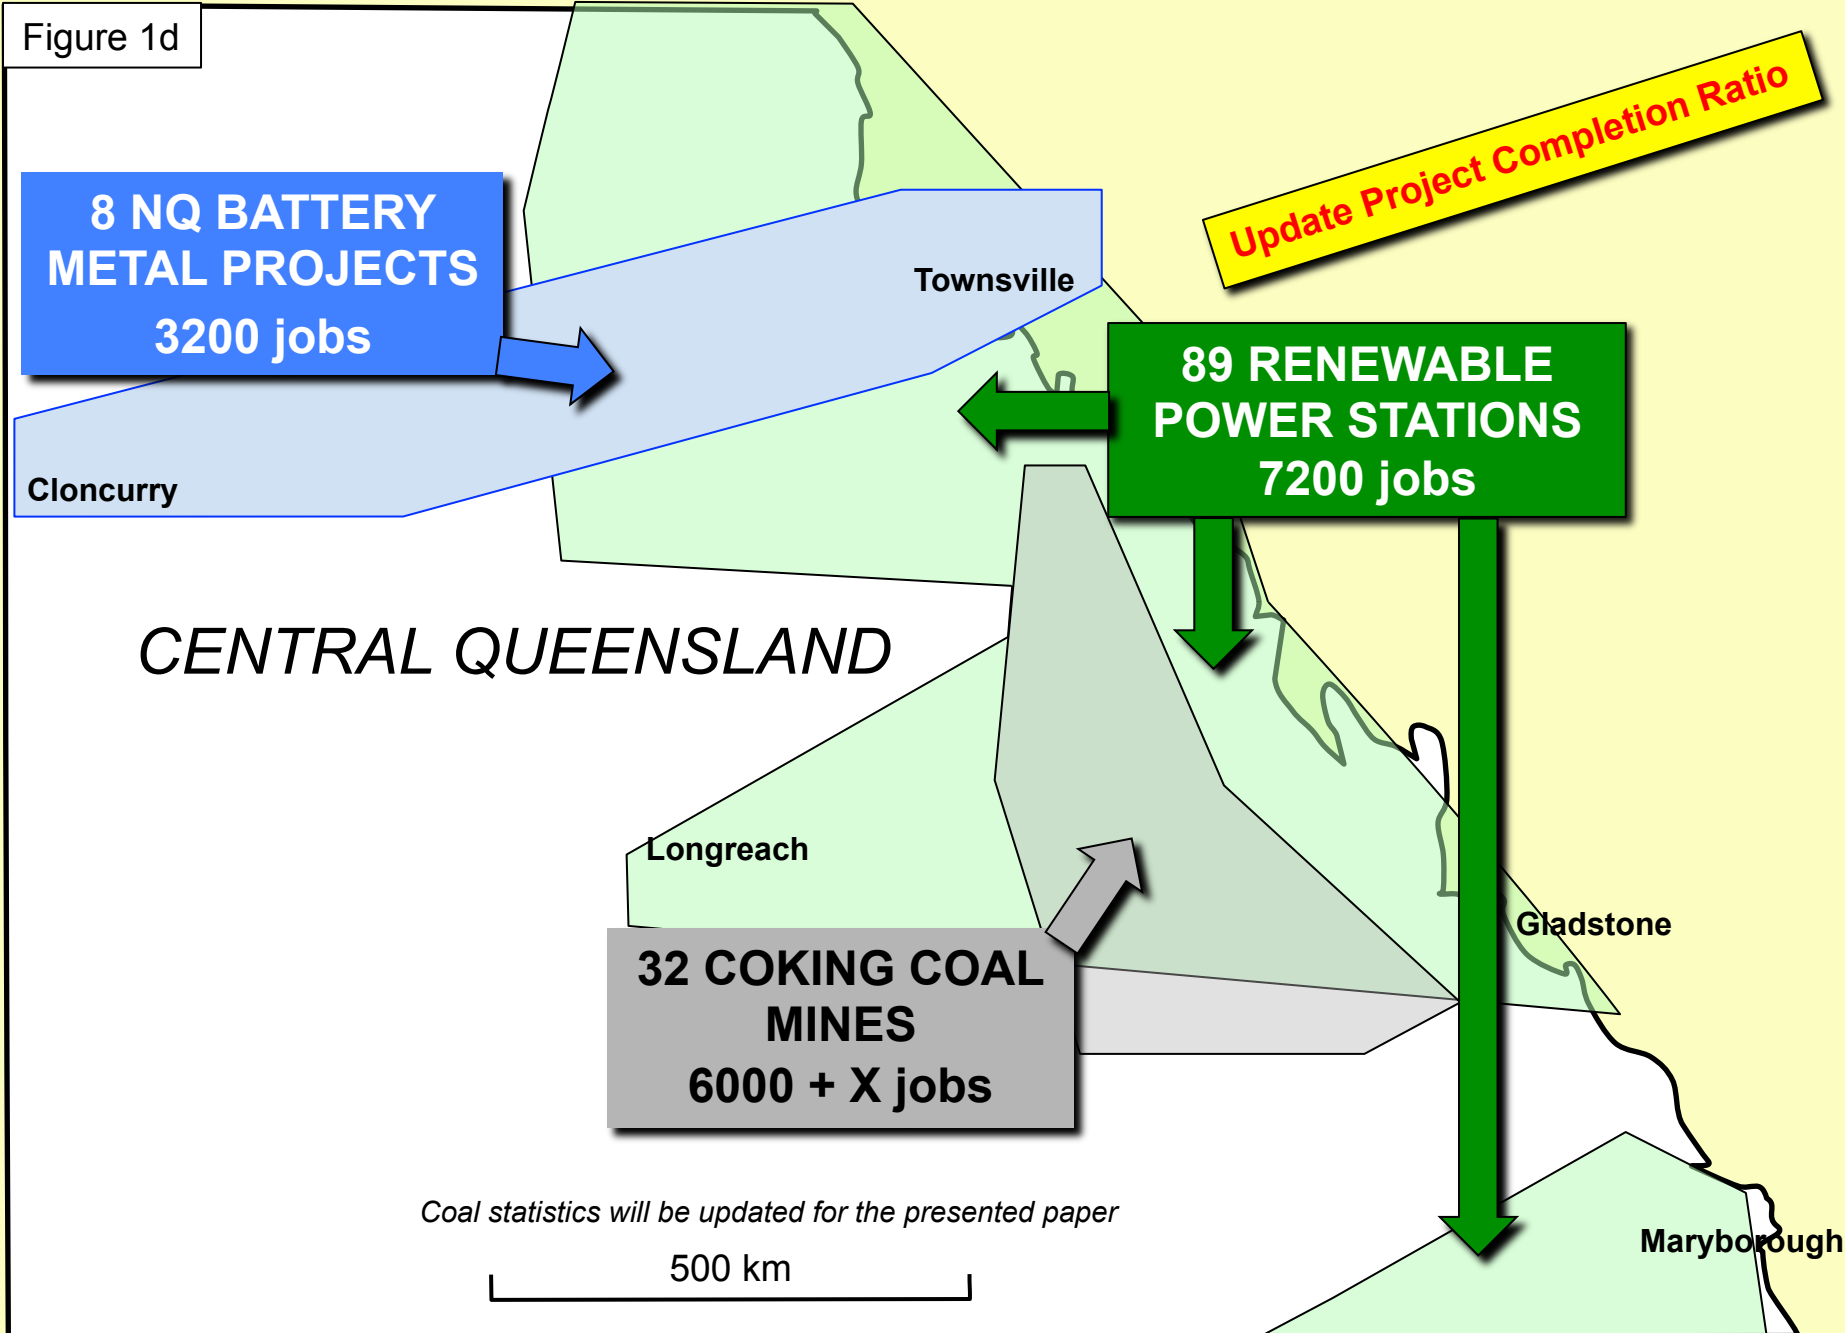 Figure 1d
Update Project Completion Ratio
8 NQ BATTERY
METAL PROJECTS
3200 jobs
Townsville
89 RENEWABLE
POWER STATIONS
7200 jobs
Cloncurry
CENTRAL QUEENSLAND
Longreach
Gladstone
32 COKING COAL
MINES
6000 + X jobs
Coal statistics will be updated for the presented paper
Maryborough
500 km